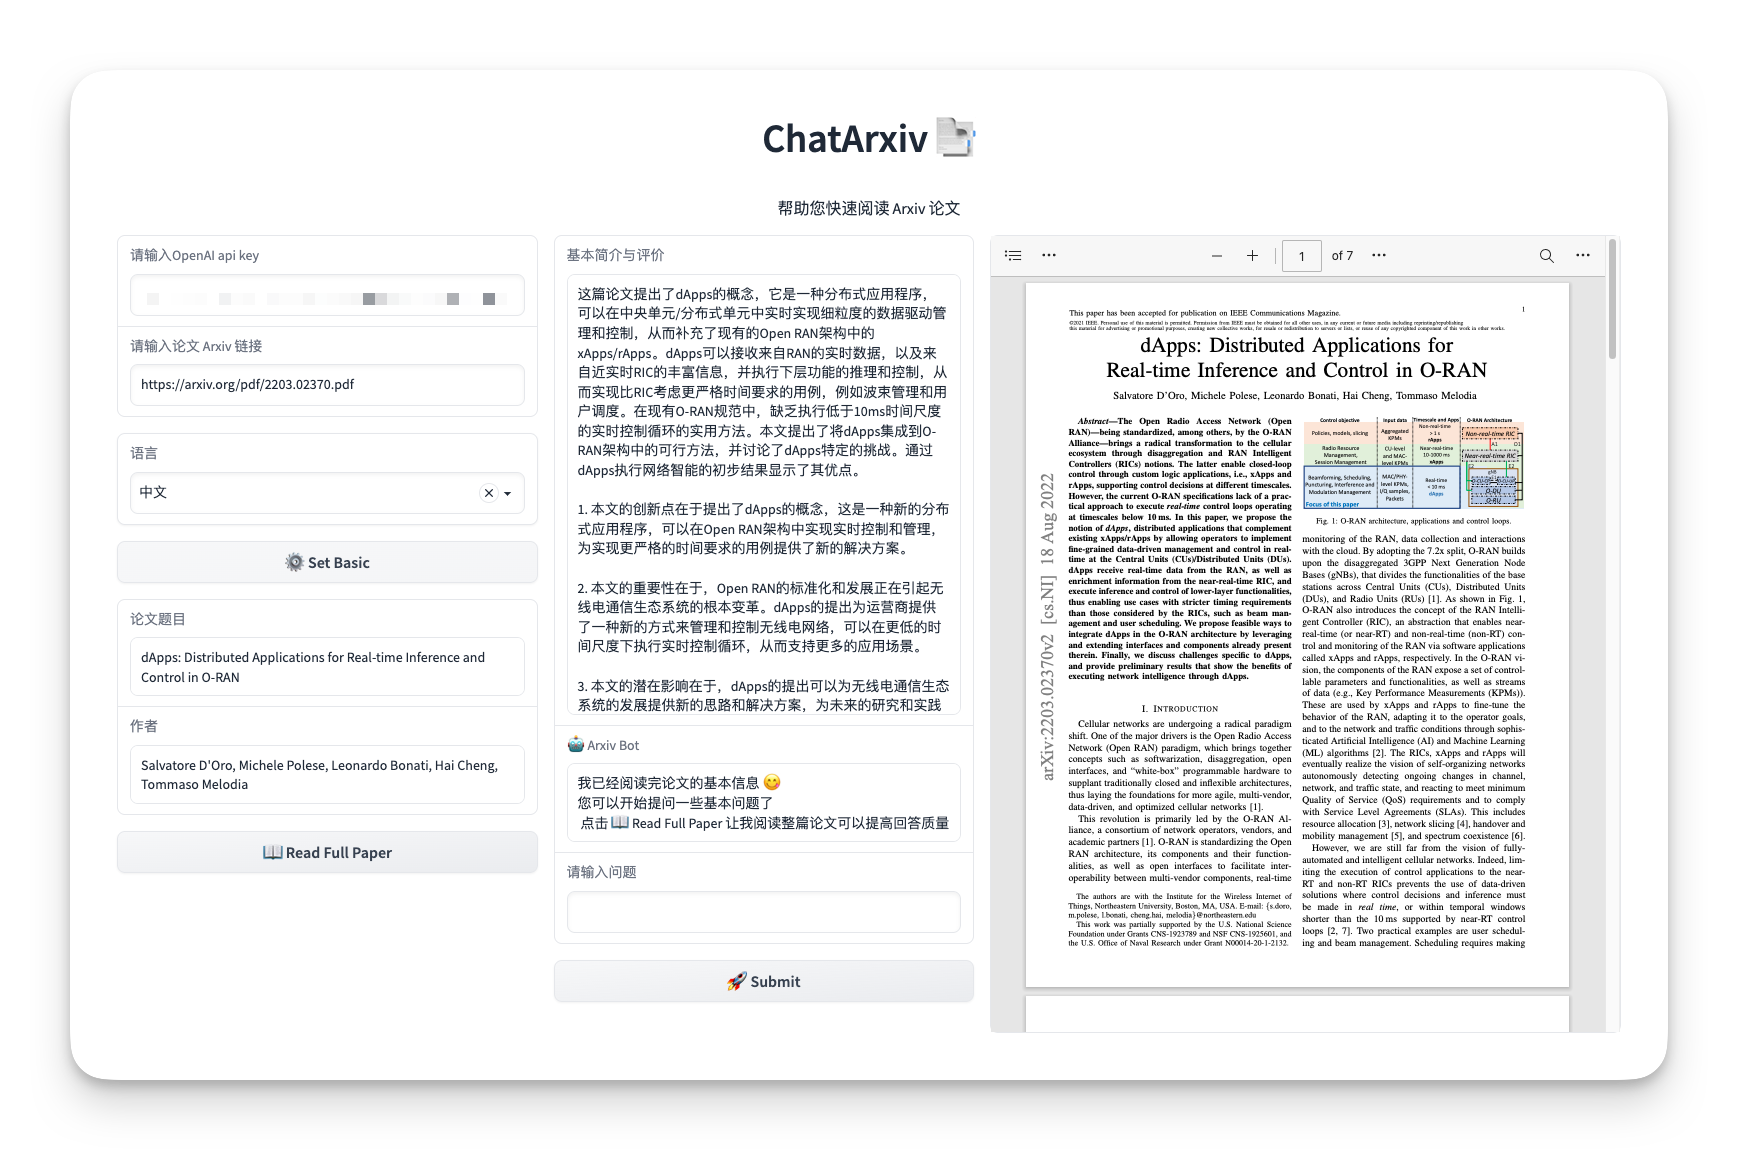 ChatArxiv
帮助您快速阅读 Arxiv 论文
请输入OpenAI api key
请输入论文 Arxiv 链接
https://arxiv.org/pdf/2203.02370.pdf
语言
中文
⚙️ Set Basic
论文题目
dApps: Distributed Applications for Real-time Inference and
Control in O-RAN
作者
Salvatore D'Oro, Michele Polese, Leonardo Bonati, Hai Cheng,
Tommaso Melodia
📖 Read Full Paper
基本简介与评价
这篇论文提出了dApps的概念，它是一种分布式应用程序，
可以在中央单元/分布式单元中实时实现细粒度的数据驱动管
理和控制，从而补充了现有的Open RAN架构中的
xApps/rApps。dApps可以接收来自RAN的实时数据，以及来
自近实时RIC的丰富信息，并执行下层功能的推理和控制，从
而实现比RIC考虑更严格时间要求的用例，例如波束管理和用
户调度。在现有O-RAN规范中，缺乏执行低于10ms时间尺度
的实时控制循环的实用方法。本文提出了将dApps集成到O-
RAN架构中的可行方法，并讨论了dApps特定的挑战。通过
dApps执行网络智能的初步结果显示了其优点。
1. 本文的创新点在于提出了dApps的概念，这是一种新的分布
式应用程序，可以在Open RAN架构中实现实时控制和管理，
为实现更严格的时间要求的用例提供了新的解决方案。
2. 本文的重要性在于，Open RAN的标准化和发展正在引起无
线电通信生态系统的根本变革。dApps的提出为运营商提供
了一种新的方式来管理和控制无线电网络，可以在更低的时
间尺度下执行实时控制循环，从而支持更多的应用场景。
3. 本文的潜在影响在于，dApps的提出可以为无线电通信生态
系统的发展提供新的思路和解决方案，为未来的研究和实践
🤖 Arxiv Bot
我已经阅读完论文的基本信息 😋
您可以开始提问一些基本问题了
点击 📖 Read Full Paper 让我阅读整篇论文可以提高回答质量
请输入问题
🚀 Submit
1 of 7
This paper has been accepted for publication on IEEE Communications Magazine.
1
©2021 IEEE. Personal use of this material is permitted. Permission from IEEE must be obtained for all other uses, in any current or future media including reprinting/republishing
this material for advertising or promotional purposes, creating new collective works, for resale or redistribution to servers or lists, or reuse of any copyrighted component of this work in other works.
dApps: Distributed Applications for
Real-time Inference and Control in O-RAN
Salvatore D'Oro, Michele Polese, Leonardo Bonati, Hai Cheng, Tommaso Melodia
arXiv:2203.02370v2 [cs.NI] 18 Aug 2022
Abstract—The Open Radio Access Network (Open
RAN)—being standardized, among others, by the O-RAN
Alliance—brings a radical transformation to the cellular
ecosystem through disaggregation and RAN Intelligent
Controllers (RICs) notions. The latter enable closed-loop
control through custom logic applications, i.e., xApps and
rApps, supporting control decisions at different timescales.
However, the current O-RAN specifications lack of a prac-
tical approach to execute real-time control loops operating
at timescales below 10 ms. In this paper, we propose the
notion of dApps, distributed applications that complement
existing xApps/rApps by allowing operators to implement
fine-grained data-driven management and control in real-
time at the Central Units (CUs)/Distributed Units (DUs).
dApps receive real-time data from the RAN, as well as
enrichment information from the near-real-time RIC, and
execute inference and control of lower-layer functionalities,
thus enabling use cases with stricter timing requirements
than those considered by the RICs, such as beam man-
agement and user scheduling. We propose feasible ways to
integrate dApps in the O-RAN architecture by leveraging
and extending interfaces and components already present
therein. Finally, we discuss challenges specific to dApps,
and provide preliminary results that show the benefits of
executing network intelligence through dApps.
I. INTRODUCTION
Cellular networks are undergoing a radical paradigm
shift. One of the major drivers is the Open Radio Access
Network (Open RAN) paradigm, which brings together
concepts such as softwarization, disaggregation, open
interfaces, and “white-box” programmable hardware to
supplant traditionally closed and inflexible architectures,
thus laying the foundations for more agile, multi-vendor,
data-driven, and optimized cellular networks [1].
This revolution is primarily led by the O-RAN Al-
liance, a consortium of network operators, vendors, and
academic partners [1]. O-RAN is standardizing the Open
RAN architecture, its components and their function-
alities, as well as open interfaces to facilitate inter-
operability between multi-vendor components, real-time
The authors are with the Institute for the Wireless Internet of
Things, Northeastern University, Boston, MA, USA. E-mail: {s.doro,
m.polese, l.bonati, cheng.hai, melodia}@northeastern.edu
This work was partially supported by the U.S. National Science
Foundation under Grants CNS-1923789 and NSF CNS-1925601, and
the U.S. Office of Naval Research under Grant N00014-20-1-2132.
Control objective
Input data
Timescale and Apps
O-RAN Architecture
Policies, models, slicing
Aggregated
KPMs
Non-real-time
> 1 s
rApps
Non-real-time RIC
A1
O1
Radio Resource
Management,
Session Management
CU-level
and MAC-
level KPMs
Near-real-time
10-1000 ms
xApps
Near-real-time RIC
E2
E2
Beamforming, Scheduling,
Puncturing, Interference and
Modulation Management
MAC/PHY-
level KPMs,
I/Q samples,
Packets
Real-time
< 10 ms
dApps
gNB
O-DU
O-RU
Focus of this paper
Fig. 1: O-RAN architecture, applications and control loops.
monitoring of the RAN, data collection and interactions
with the cloud. By adopting the 7.2x split, O-RAN builds
upon the disaggregated 3GPP Next Generation Node
Bases (gNBs), that divides the functionalities of the base
stations across Central Units (CUs), Distributed Units
(DUs), and Radio Units (RUs) [1]. As shown in Fig. 1,
O-RAN also introduces the concept of the RAN Intelli-
gent Controller (RIC), an abstraction that enables near-
real-time (or near-RT) and non-real-time (non-RT) con-
trol and monitoring of the RAN via software applications
called xApps and rApps, respectively. In the O-RAN vi-
sion, the components of the RAN expose a set of control-
lable parameters and functionalities, as well as streams
of data (e.g., Key Performance Measurements (KPMs)).
These are used by xApps and rApps to fine-tune the
behavior of the RAN, adapting it to the operator goals,
and to the network and traffic conditions through sophis-
ticated Artificial Intelligence (AI) and Machine Learning
(ML) algorithms [2]. The RICs, xApps and rApps will
eventually realize the vision of self-organizing networks
autonomously detecting ongoing changes in channel,
network, and traffic state, and reacting to meet minimum
Quality of Service (QoS) requirements and to comply
with Service Level Agreements (SLAs). This includes
resource allocation [3], network slicing [4], handover and
mobility management [5], and spectrum coexistence [6].
However, we are still far from the vision of fully-
automated and intelligent cellular networks. Indeed, lim-
iting the execution of control applications to the near-
RT and non-RT RICs prevents the use of data-driven
solutions where control decisions and inference must
be made in real time, or within temporal windows
shorter than the 10 ms supported by near-RT control
loops [2, 7]. Two practical examples are user schedul-
ing and beam management. Scheduling requires making